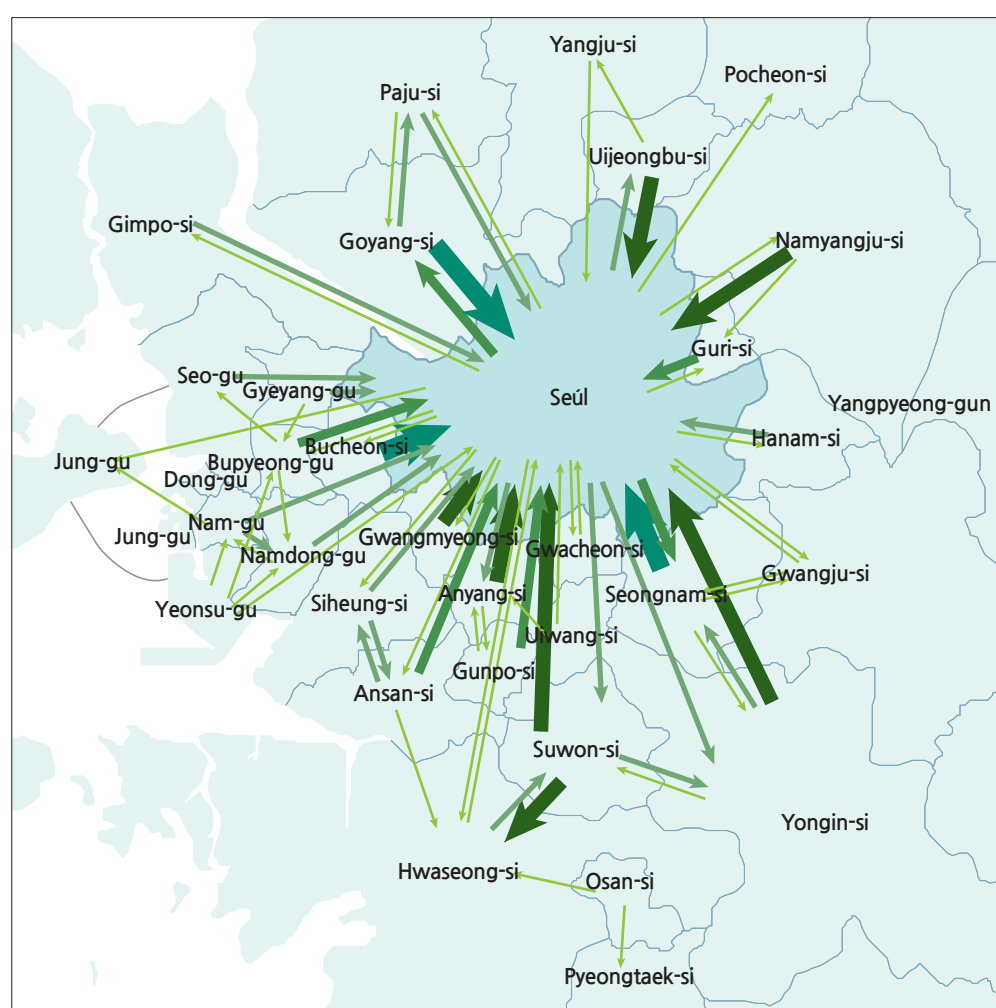 Yangju-si
Pocheon-si
Paju-si
Uijeongbu-si
Gimpo-si
Goyang-si
Namyangju-si
Guri-si
Seo-gu
Gyeyang-gu
Seúl
Yangpyeong-gun
Bucheon-si
Hanam-si
Jung-gu
Bupyeong-gu
Dong-gu
Nam-gu
Jung-gu
Gwangmyeong-si
Gwacheon-si
Namdong-gu
Gwangju-si
Yeonsu-gu
Siheung-si
Anyang-si
Seongnam-si
Uiwang-si
Gunpo-si
Ansan-si
Suwon-si
Yongin-si
Hwaseong-si
Osan-si
Pyeongtaek-si